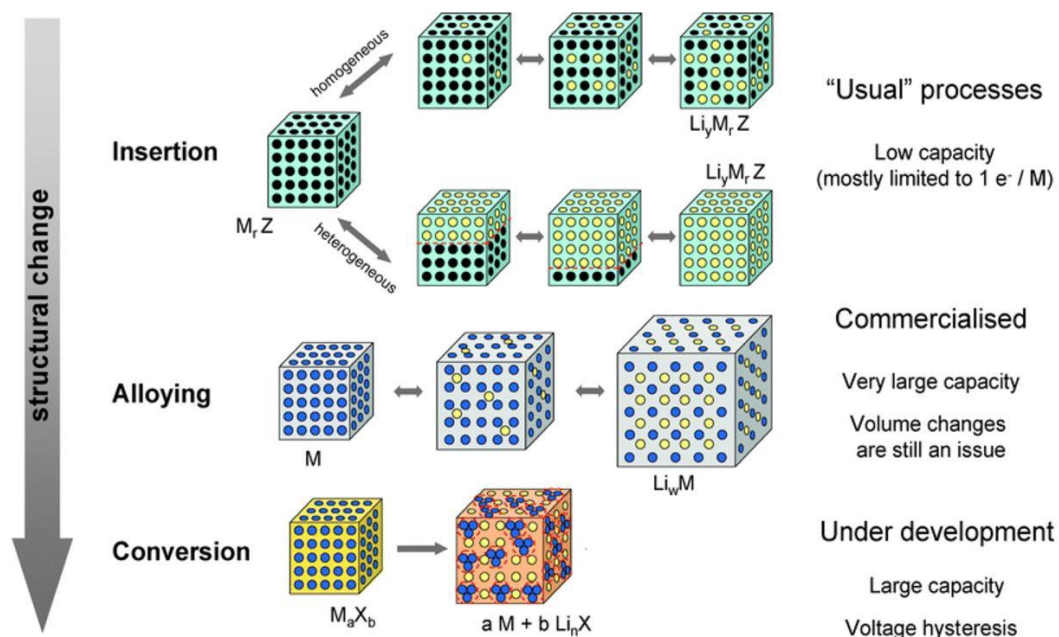 structural change
Insertion
homogeneous
heterogeneous
MᵣZ
LiyMᵣZ
LiyMᵣZ
“Usual” processes
Low capacity
(mostly limited to 1 e⁻ / M)
Alloying
M
LiwM
Commercialised
Very large capacity
Volume changes
are still an issue
Conversion
MaXb
a M + b LinX
Under development
Large capacity
Voltage hysteresis